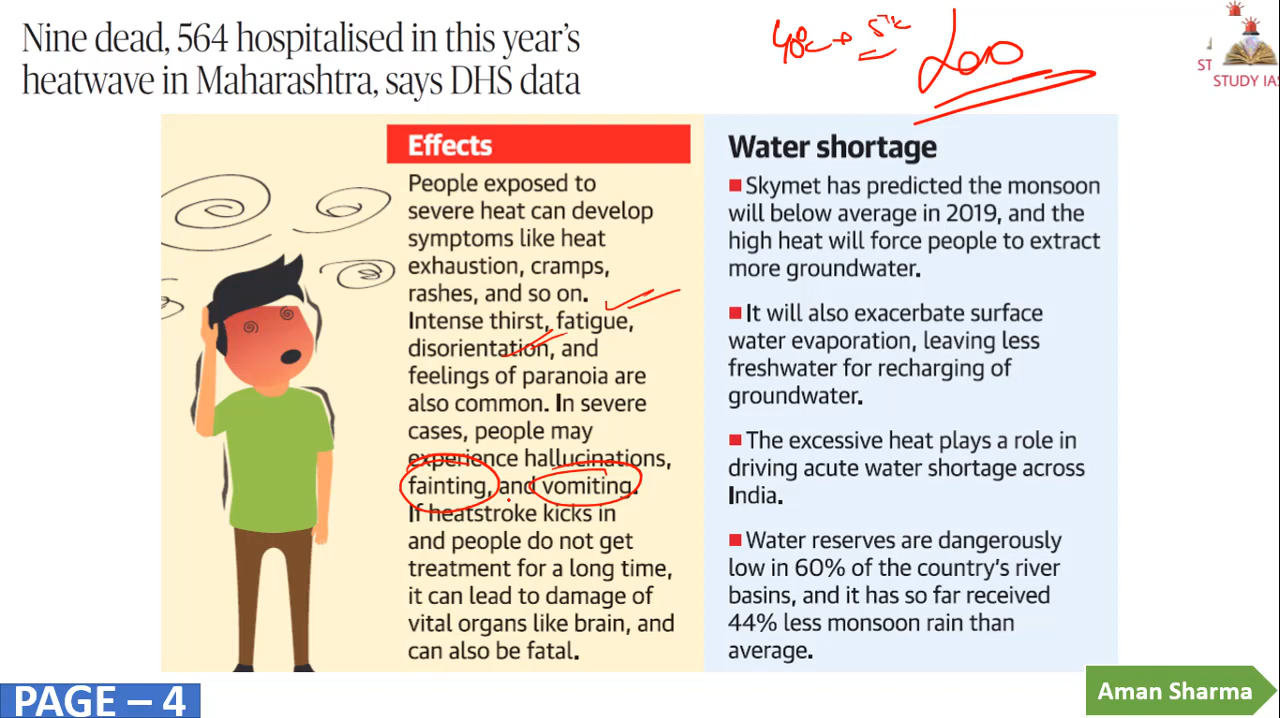 Nine dead, 564 hospitalised in this year's
heatwave in Maharashtra, says DHS data
40°c + 5°c
Loo
STUDY IAS
Effects
People exposed to
severe heat can develop
symptoms like heat
exhaustion, cramps,
rashes, and so on.
Intense thirst, fatigue,
disorientation, and
feelings of paranoia are
also common. In severe
cases, people may
experience hallucinations,
fainting, and vomiting.
If heatstroke kicks in
and people do not get
treatment for a long time,
it can lead to damage of
vital organs like brain, and
can also be fatal.
Water shortage
Skymet has predicted the monsoon
will below average in 2019, and the
high heat will force people to extract
more groundwater.
It will also exacerbate surface
water evaporation, leaving less
freshwater for recharging of
groundwater.
The excessive heat plays a role in
driving acute water shortage across
India.
Water reserves are dangerously
low in 60% of the country's river
basins, and it has so far received
44% less monsoon rain than
average.
PAGE – 4
Aman Sharma